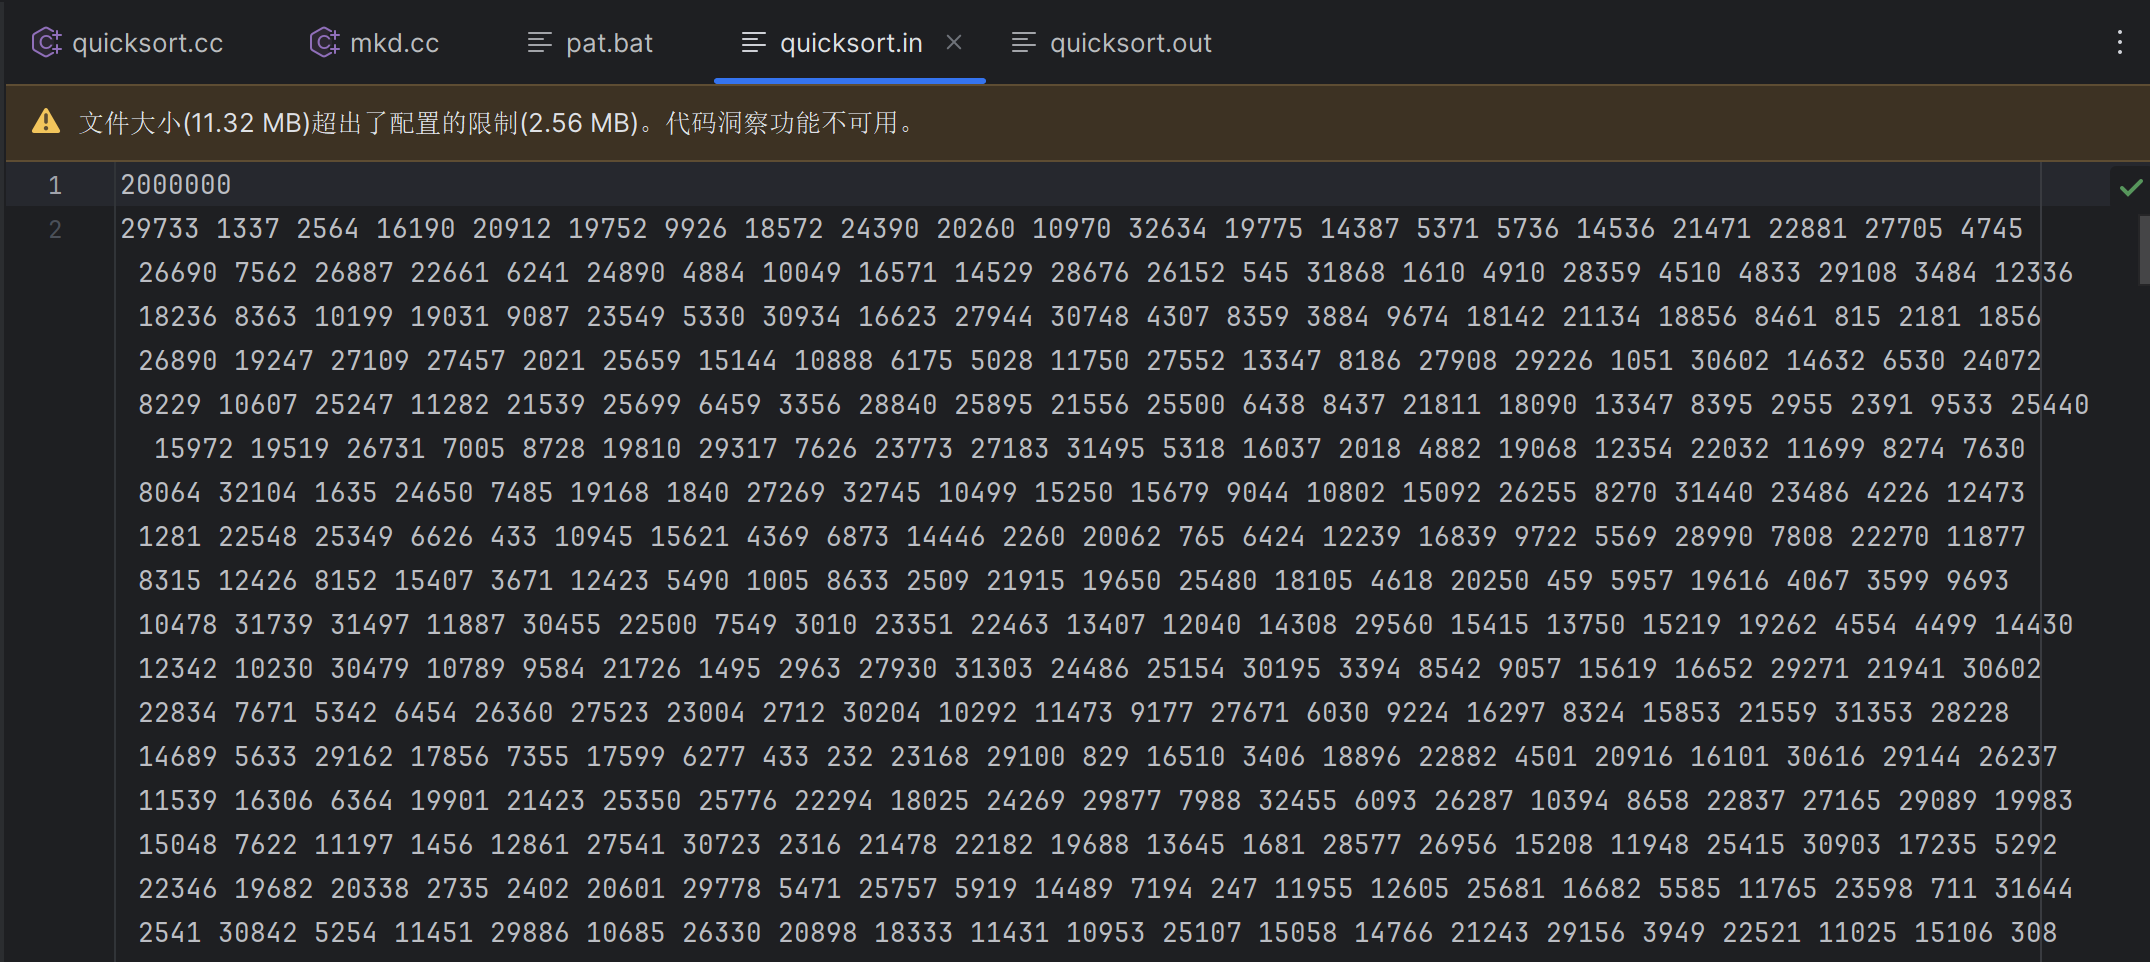 quicksort.cc mkd.cc pat.bat quicksort.in quicksort.out
文件大小(11.32 MB)超出了配置的限制(2.56 MB)。代码洞察功能不可用。
1 2000000
2 29733 1337 2564 16190 20912 19752 9926 18572 24390 20260 10970 32634 19775 14387 5371 5736 14536 21471 22881 27705 4745
26690 7562 26887 22661 6241 24890 4884 10049 16571 14529 28676 26152 545 31868 1610 4910 28359 4510 4833 29108 3484 12336
18236 8363 10199 19031 9087 23549 5330 30934 16623 27944 30748 4307 8359 3884 9674 18142 21134 18856 8461 815 2181 1856
26890 19247 27109 27457 2021 25659 15144 10888 6175 5028 11750 27552 13347 8186 27908 29226 1051 30602 14632 6530 24072
8229 10607 25247 11282 21539 25699 6459 3356 28840 25895 21556 25500 6438 8437 21811 18090 13347 8395 2955 2391 9533 25440
15972 19519 26731 7005 8728 19810 29317 7626 23773 27183 31495 5318 16037 2018 4882 19068 12354 22032 11699 8274 7630
8064 32104 1635 24650 7485 19168 1840 27269 32745 10499 15250 15679 9044 10802 15092 26255 8270 31440 23486 4226 12473
1281 22548 25349 6626 433 10945 15621 4369 6873 14446 2260 20062 765 6424 12239 16839 9722 5569 28990 7808 22270 11877
8315 12426 8152 15407 3671 12423 5490 1005 8633 2509 21915 19650 25480 18105 4618 20250 459 5957 19616 4067 3599 9693
10478 31739 31497 11887 30455 22500 7549 3010 23351 22463 13407 12040 14308 29560 15415 13750 15219 19262 4554 4499 14430
12342 10230 30479 10789 9584 21726 1495 2963 27930 31303 24486 25154 30195 3394 8542 9057 15619 16652 29271 21941 30602
22834 7671 5342 6454 26360 27523 23004 2712 30204 10292 11473 9177 27671 6030 9224 16297 8324 15853 21559 31353 28228
14689 5633 29162 17856 7355 17599 6277 433 232 23168 29100 829 16510 3406 18896 22882 4501 20916 16101 30616 29144 26237
11539 16306 6364 19901 21423 25350 25776 22294 18025 24269 29877 7988 32455 6093 26287 10394 8658 22837 27165 29089 19983
15048 7622 11197 1456 12861 27541 30723 2316 21478 22182 19688 13645 1681 28577 26956 15208 11948 25415 30903 17235 5292
22346 19682 20338 2735 2402 20601 29778 5471 25757 5919 14489 7194 247 11955 12605 25681 16682 5585 11765 23598 711 31644
2541 30842 5254 11451 29886 10685 26330 20898 18333 11431 10953 25107 15058 14766 21243 29156 3949 22521 11025 15106 308